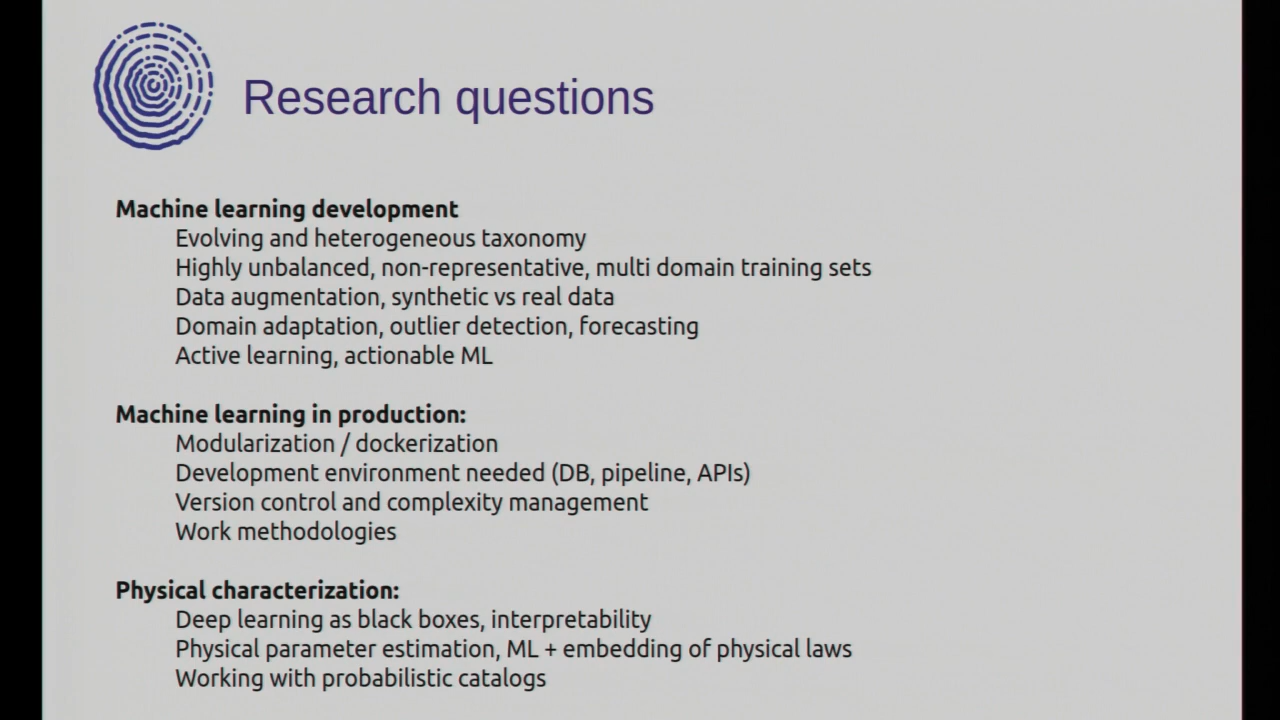 Research questions
Machine learning development
Evolving and heterogeneous taxonomy
Highly unbalanced, non-representative, multi domain training sets
Data augmentation, synthetic vs real data
Domain adaptation, outlier detection, forecasting
Active learning, actionable ML
Machine learning in production:
Modularization / dockerization
Development environment needed (DB, pipeline, APIs)
Version control and complexity management
Work methodologies
Physical characterization:
Deep learning as black boxes, interpretability
Physical parameter estimation, ML + embedding of physical laws
Working with probabilistic catalogs